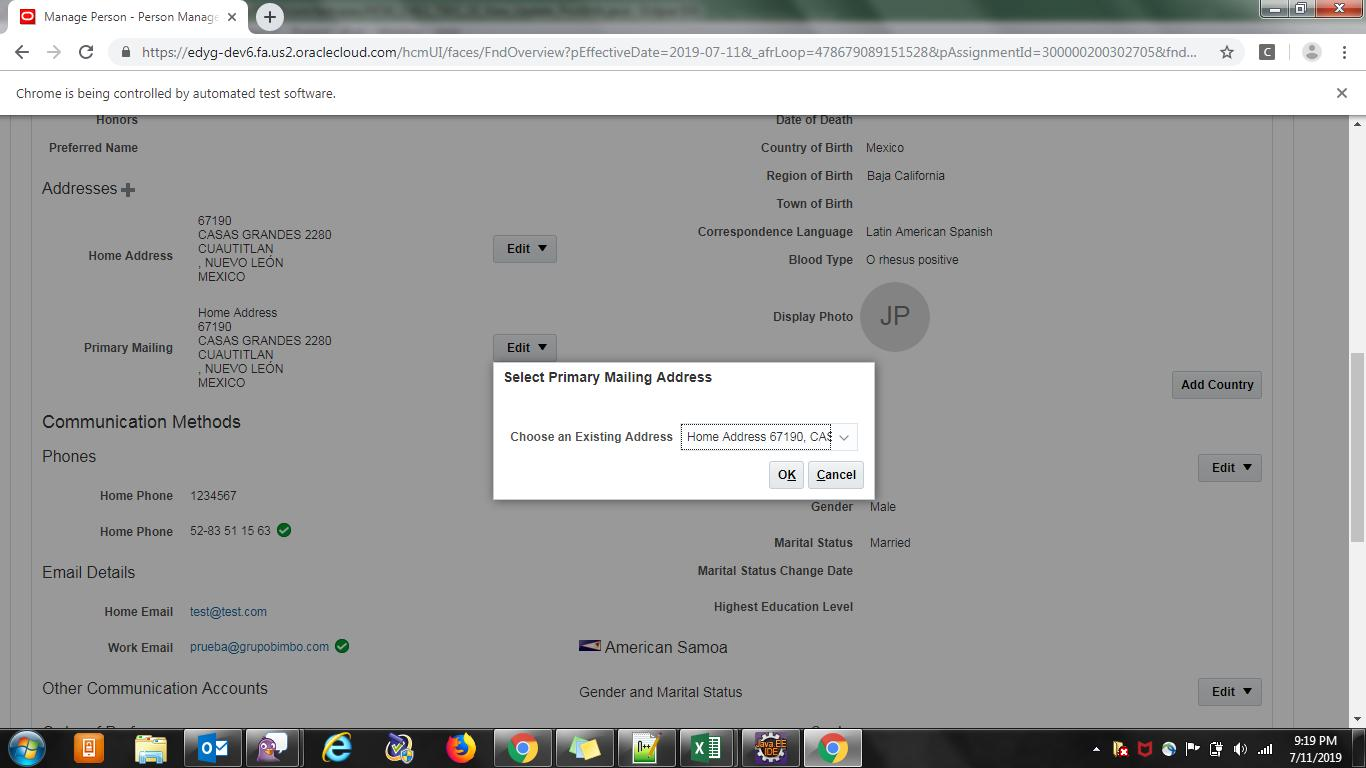 Manage Person - Person Manage
https://edyg-dev6.fa.us2.oraclecloud.com/hcmUI/faces/FndOverview?pEffectiveDate=2019-07-11&_afrLoop=478679089151528&pAssignmentId=300000200302705&fnd...
C
Chrome is being controlled by automated test software.
Honors
Preferred Name
Addresses
Home Address
67190
CASAS GRANDES 2280
CUAUTITLAN
, NUEVO LEÓN
MEXICO
Edit
Primary Mailing
Home Address
67190
CASAS GRANDES 2280
CUAUTITLAN
, NUEVO LEÓN
MEXICO
Edit
Communication Methods
Phones
Home Phone 1234567
Home Phone 52-83 51 15 63
Email Details
Home Email test@test.com
Work Email prueba@grupobimbo.com
Other Communication Accounts
Date of Death
Country of Birth Mexico
Region of Birth Baja California
Town of Birth
Correspondence Language Latin American Spanish
Blood Type O rhesus positive
Display Photo JP
Add Country
Select Primary Mailing Address
Choose an Existing Address Home Address 67190, CAS
OK Cancel
Edit
Gender Male
Marital Status Married
Marital Status Change Date
Highest Education Level
American Samoa
Gender and Marital Status
Edit
Java EE
IDE
9:19 PM
7/11/2019